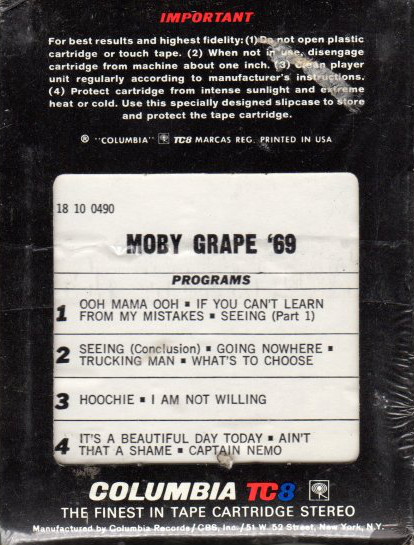 IMPORTANT
For best results and highest fidelity: (1) Do not open plastic
cartridge or touch tape. (2) When not in use, disengage
cartridge from machine about one inch. (3) Clean player
unit regularly according to manufacturer's instructions.
(4) Protect cartridge from intense sunlight and extreme
heat or cold. Use this specially designed slipcase to store
and protect the tape cartridge.
® "COLUMBIA" TC8 MARCAS REG. PRINTED IN USA
18 10 0490
MOBY GRAPE '69
PROGRAMS
1 OOH MAMA OOH ▪ IF YOU CAN'T LEARN
FROM MY MISTAKES ▪ SEEING (Part 1)
2 SEEING (Conclusion) ▪ GOING NOWHERE ▪
TRUCKING MAN ▪ WHAT'S TO CHOOSE
3 HOOCHIE ▪ I AM NOT WILLING
4 IT'S A BEAUTIFUL DAY TODAY ▪ AIN'T
THAT A SHAME ▪ CAPTAIN NEMO
COLUMBIA TC8
THE FINEST IN TAPE CARTRIDGE STEREO
Manufactured by Columbia Records/CBS, Inc./51 W. 52 Street, New York, N.Y.